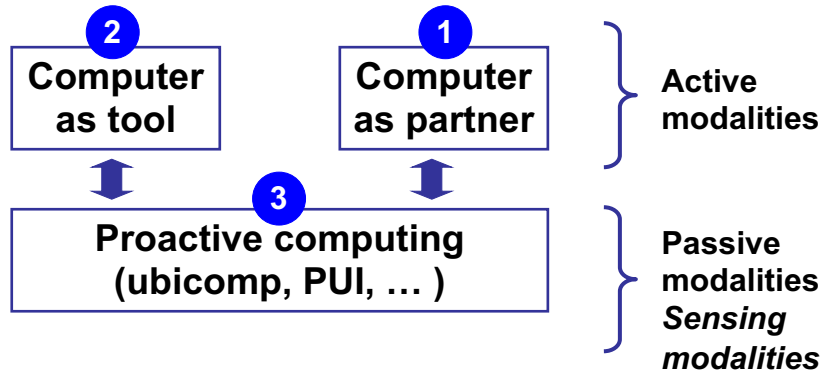 2
Computer
as tool
1
Computer
as partner
Active
modalities
3
Proactive computing
(ubicomp, PUI, … )
Passive
modalities
Sensing
modalities